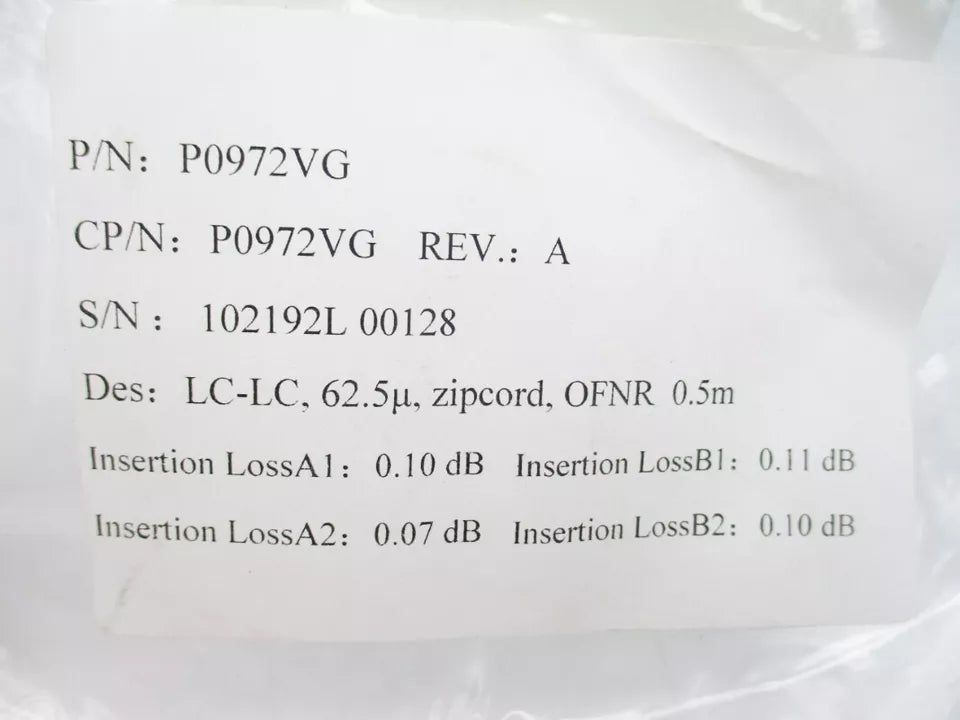 P/N: P0972VG
CP/N: P0972VG REV.: A
S/N : 102192L 00128
Des: LC-LC, 62.5μ, zipcord, OFNR 0.5m
Insertion LossA1: 0.10 dB Insertion LossB1: 0.11 dB
Insertion LossA2: 0.07 dB Insertion LossB2: 0.10 dB